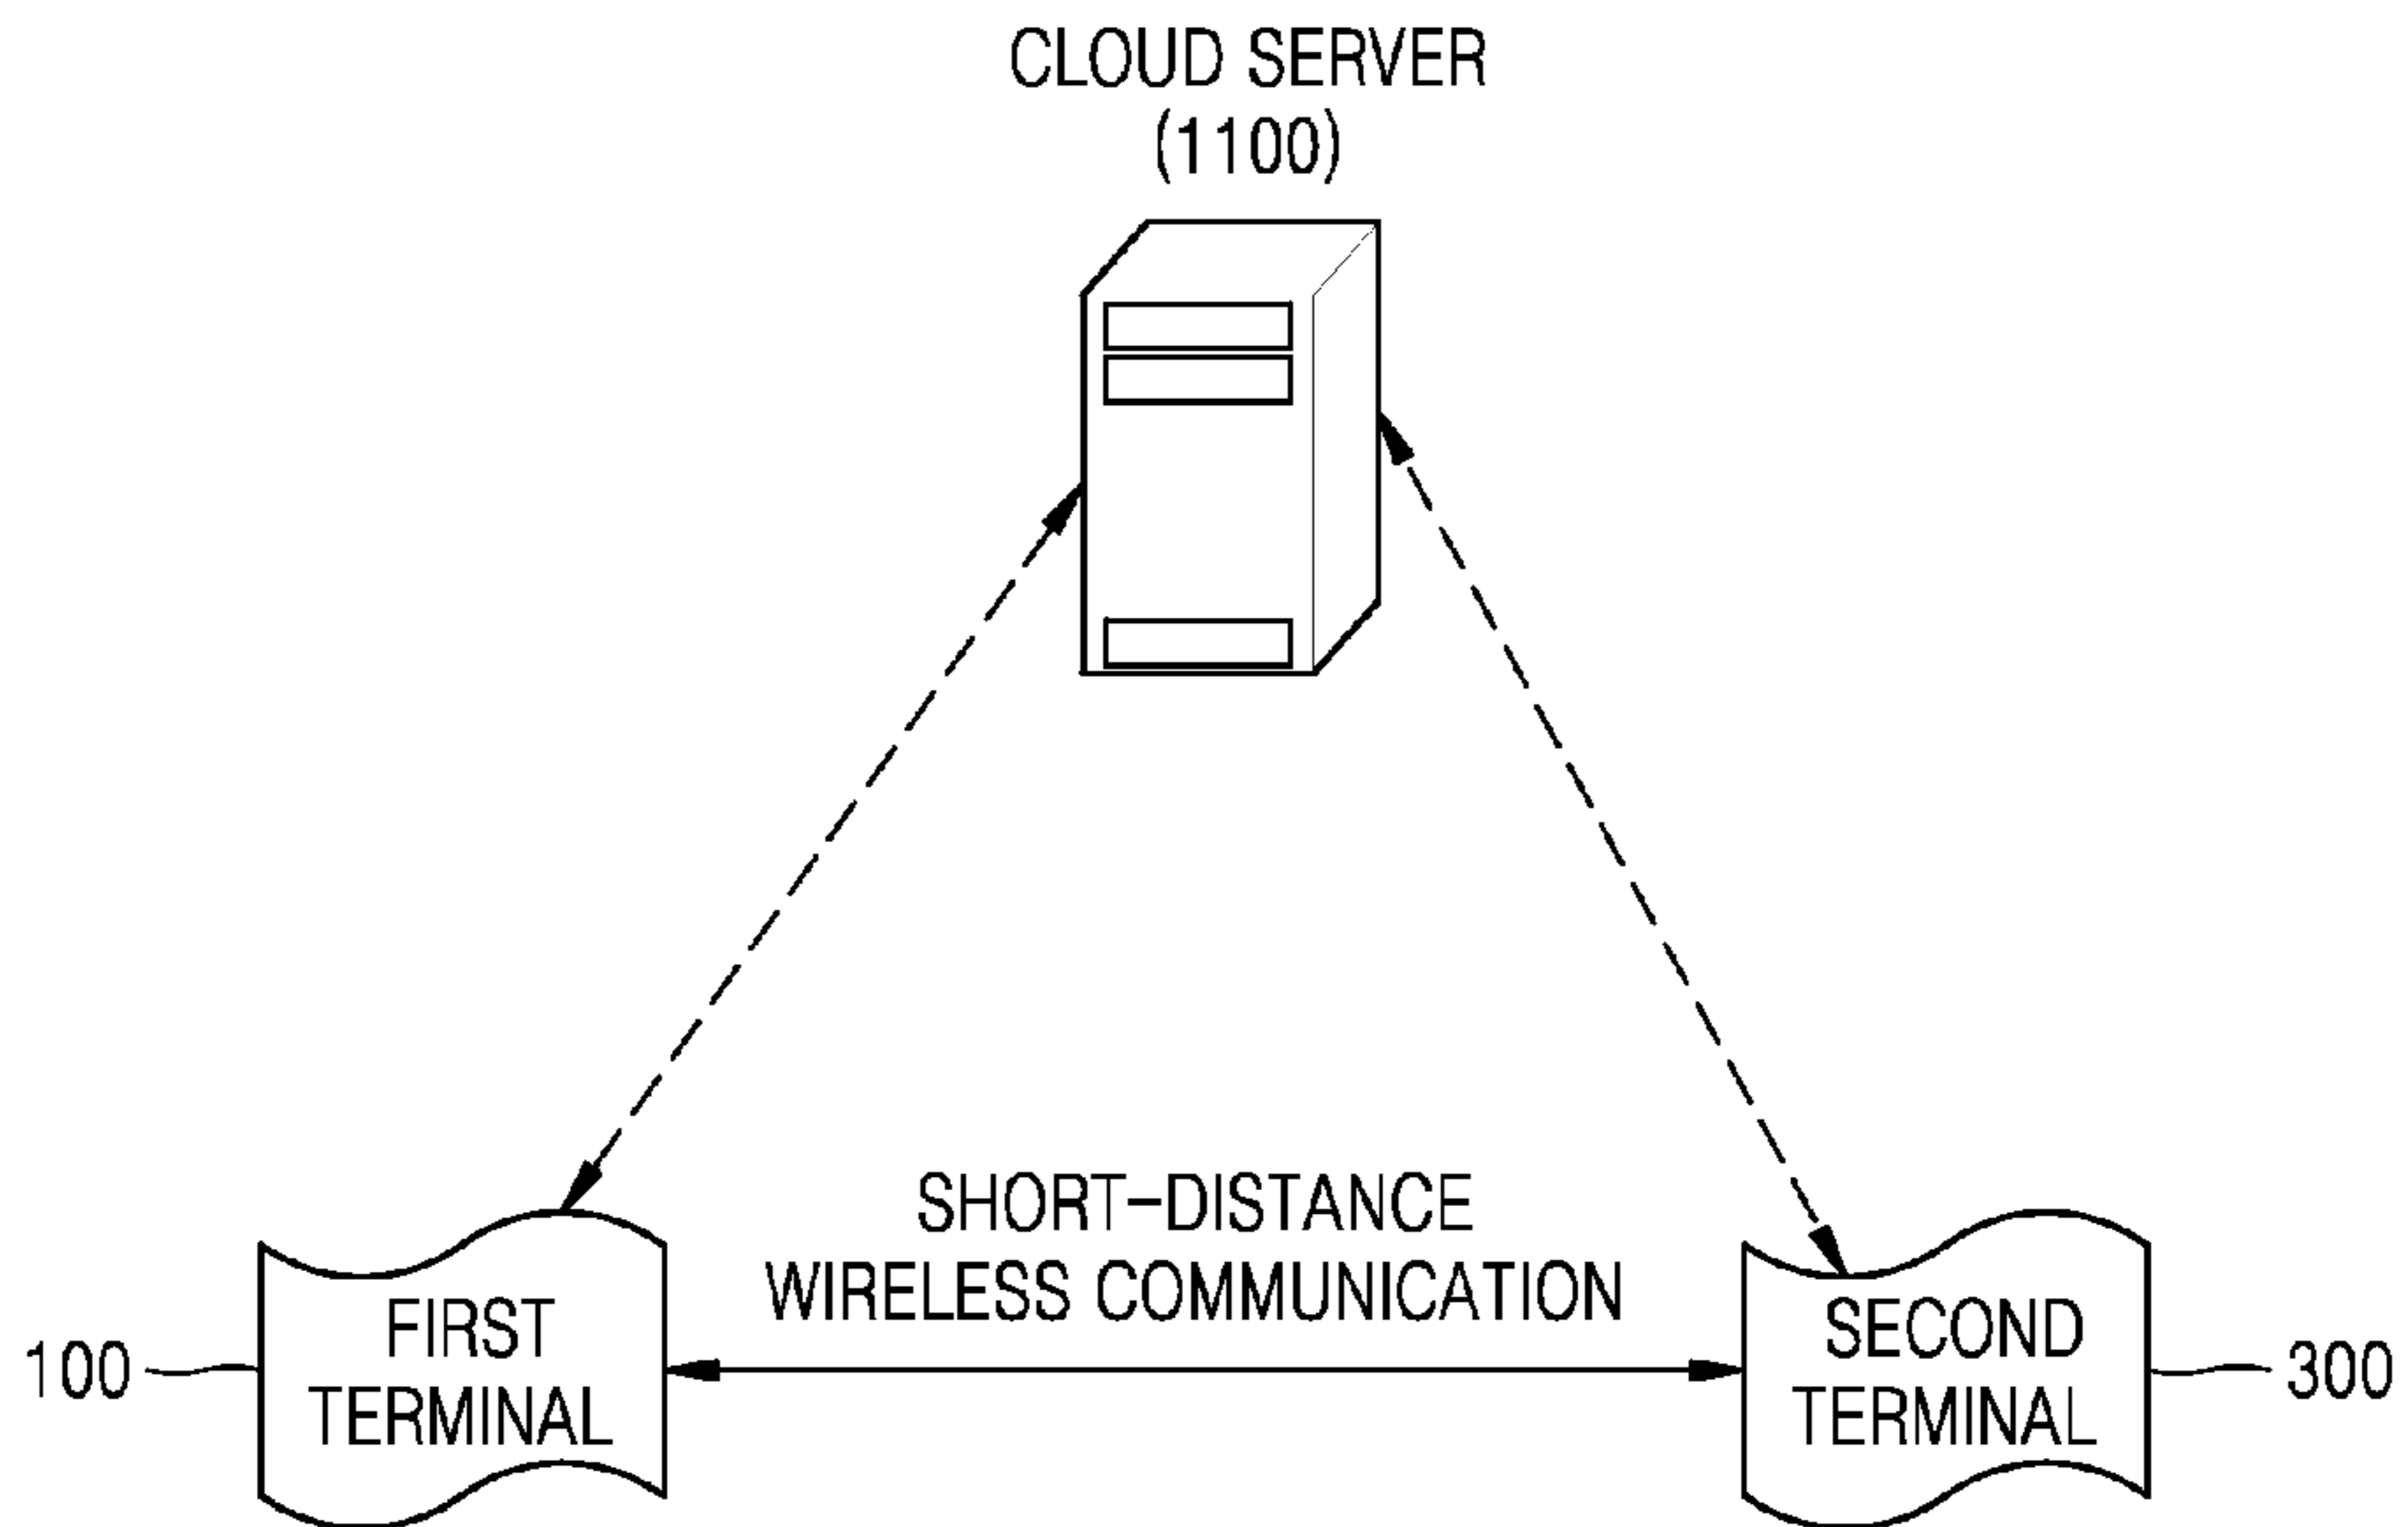 CLOUD SERVER
(1100)
SHORT-DISTANCE
WIRELESS COMMUNICATION
100
FIRST
TERMINAL
SECOND
TERMINAL
300